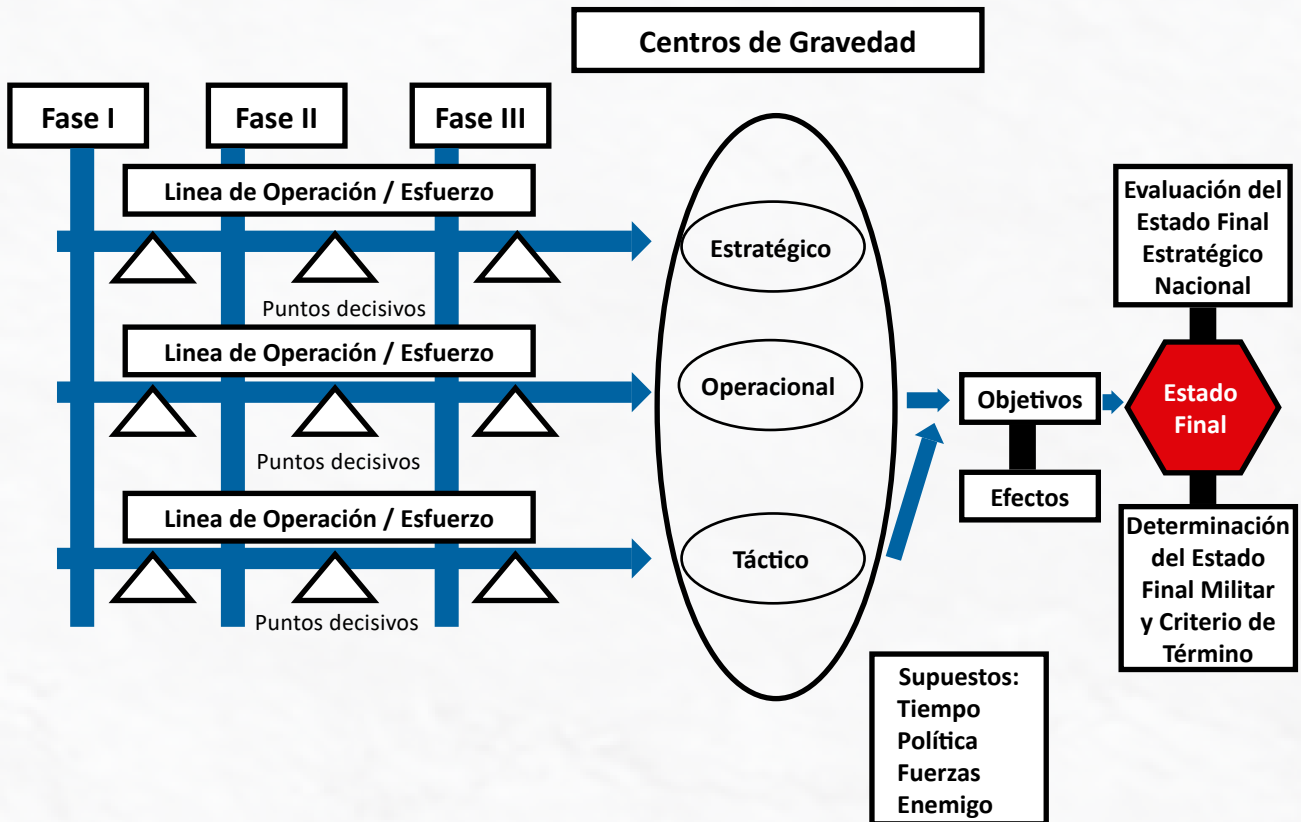 Centros de Gravedad
Fase I
Fase II
Fase III
Linea de Operación / Esfuerzo
Puntos decisivos
Linea de Operación / Esfuerzo
Puntos decisivos
Linea de Operación / Esfuerzo
Puntos decisivos
Estratégico
Operacional
Táctico
Objetivos
Efectos
Evaluación del
Estado Final
Estratégico
Nacional
Estado
Final
Determinación
del Estado
Final Militar
y Criterio de
Término
Supuestos:
Tiempo
Política
Fuerzas
Enemigo